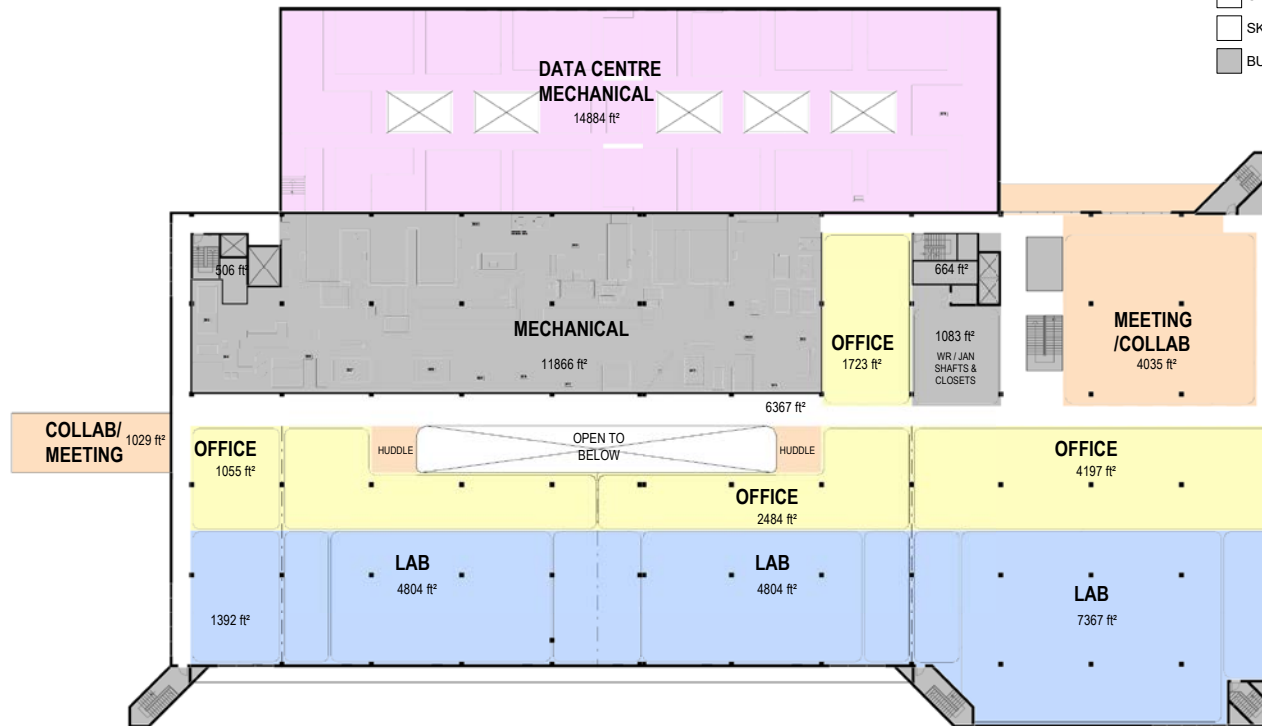 SK
BU
DATA CENTRE
MECHANICAL
14884 ft²
506 ft²
664 ft²
MECHANICAL
11866 ft²
OFFICE
1723 ft²
1083 ft²
WR / JAN
SHAFTS &
CLOSETS
MEETING
/COLLAB
4035 ft²
6367 ft²
COLLAB/
MEETING
1029 ft²
OFFICE
1055 ft²
HUDDLE
OPEN TO
BELOW
HUDDLE
OFFICE
2484 ft²
OFFICE
4197 ft²
LAB
4804 ft²
LAB
4804 ft²
LAB
7367 ft²
1392 ft²